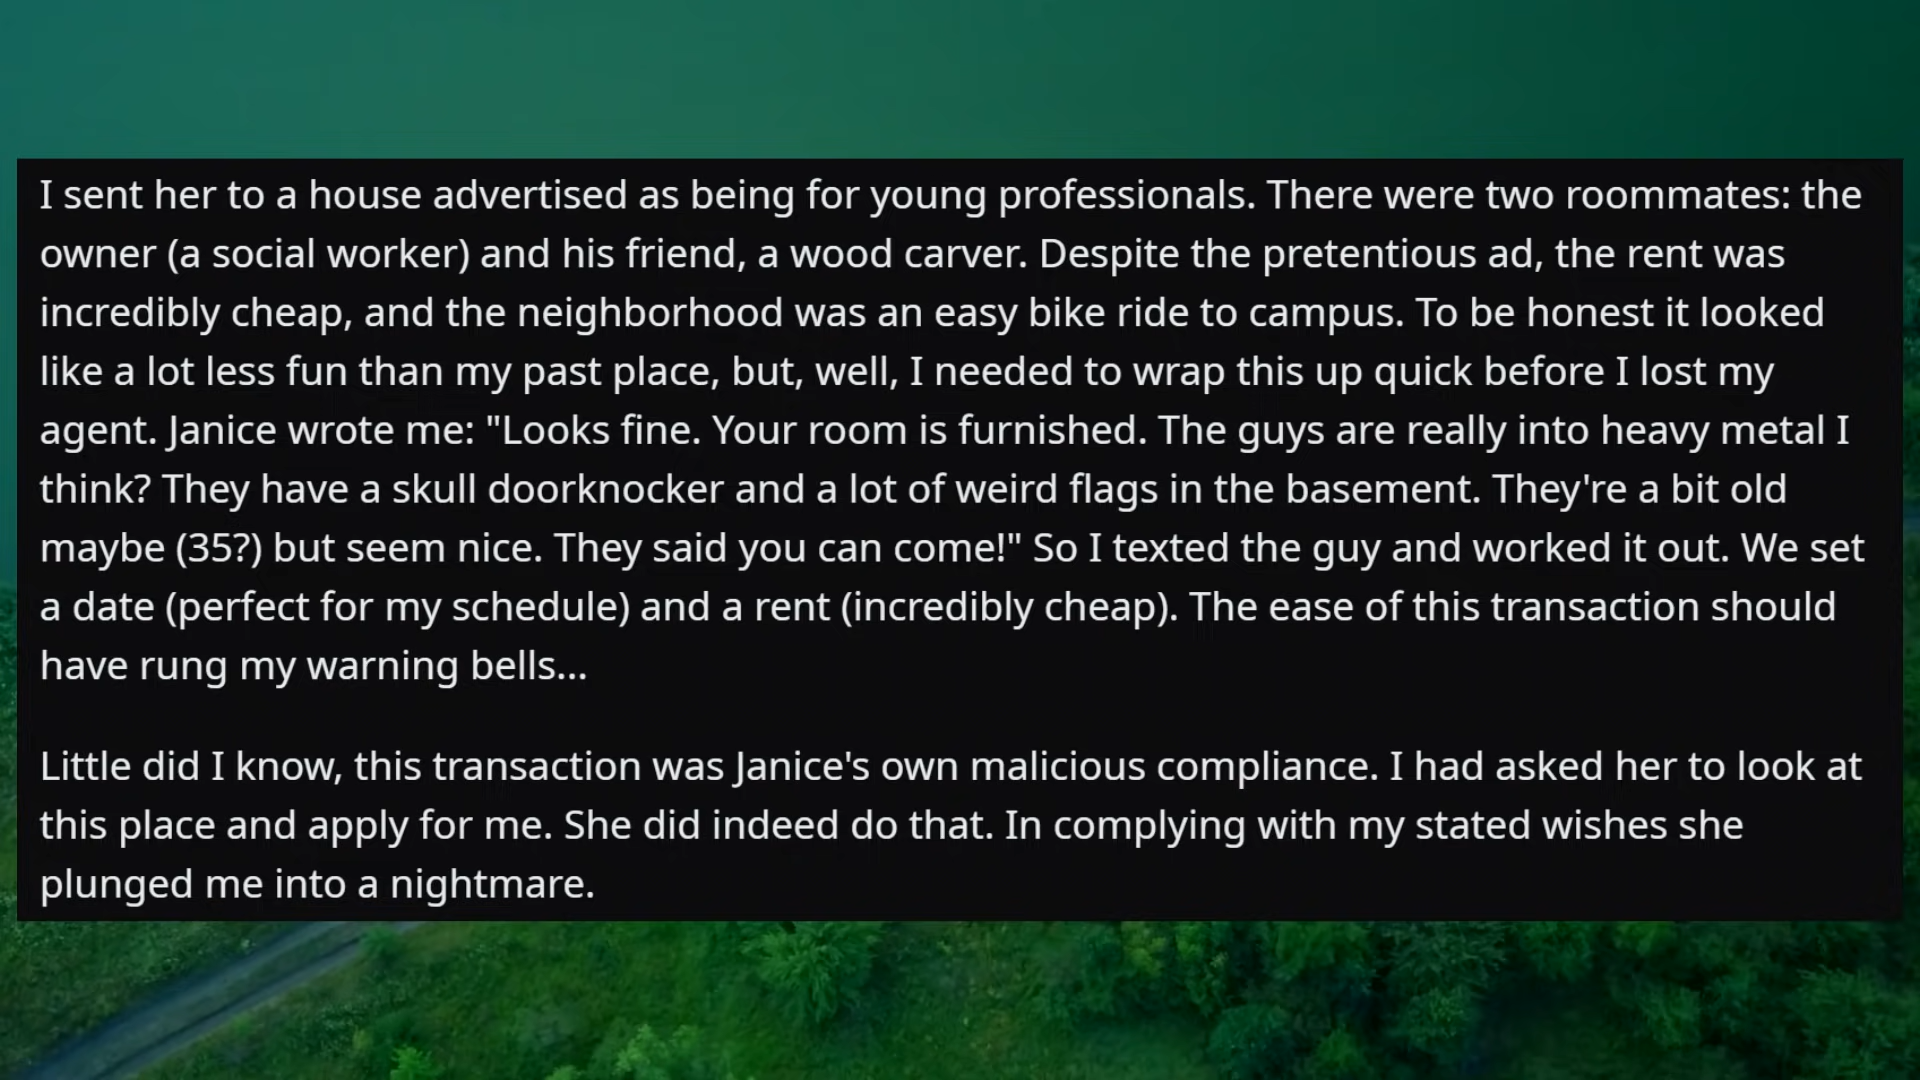 I sent her to a house advertised as being for young professionals. There were two roommates: the
owner (a social worker) and his friend, a wood carver. Despite the pretentious ad, the rent was
incredibly cheap, and the neighborhood was an easy bike ride to campus. To be honest it looked
like a lot less fun than my past place, but, well, I needed to wrap this up quick before I lost my
agent. Janice wrote me: "Looks fine. Your room is furnished. The guys are really into heavy metal I
think? They have a skull doorknocker and a lot of weird flags in the basement. They're a bit old
maybe (35?) but seem nice. They said you can come!" So I texted the guy and worked it out. We set
a date (perfect for my schedule) and a rent (incredibly cheap). The ease of this transaction should
have rung my warning bells...
Little did I know, this transaction was Janice's own malicious compliance. I had asked her to look at
this place and apply for me. She did indeed do that. In complying with my stated wishes she
plunged me into a nightmare.